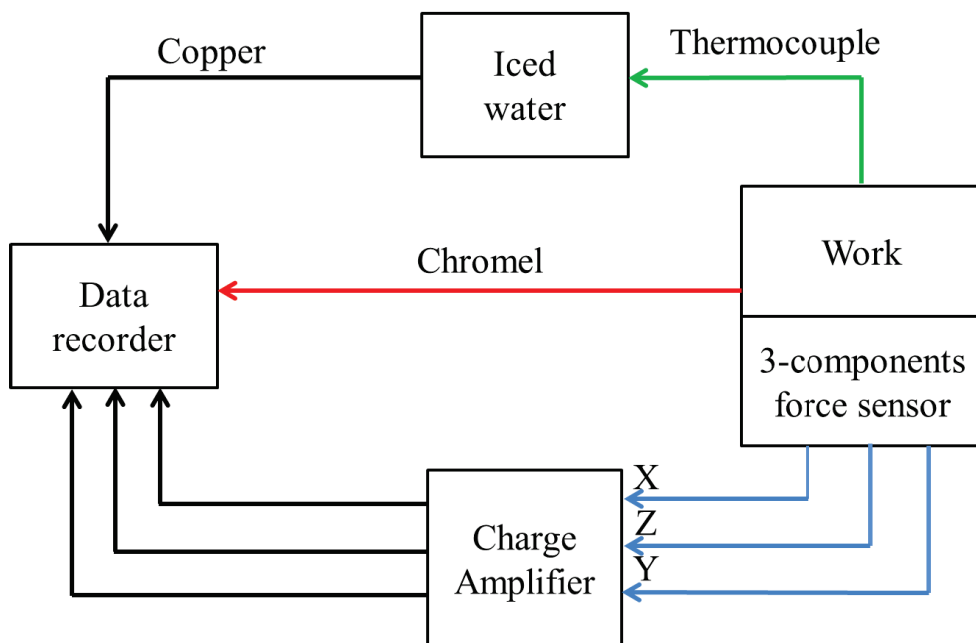 Copper
Iced
water
Thermocouple
Work
Chromel
Data
recorder
3-components
force sensor
X
Z
Y
Charge
Amplifier